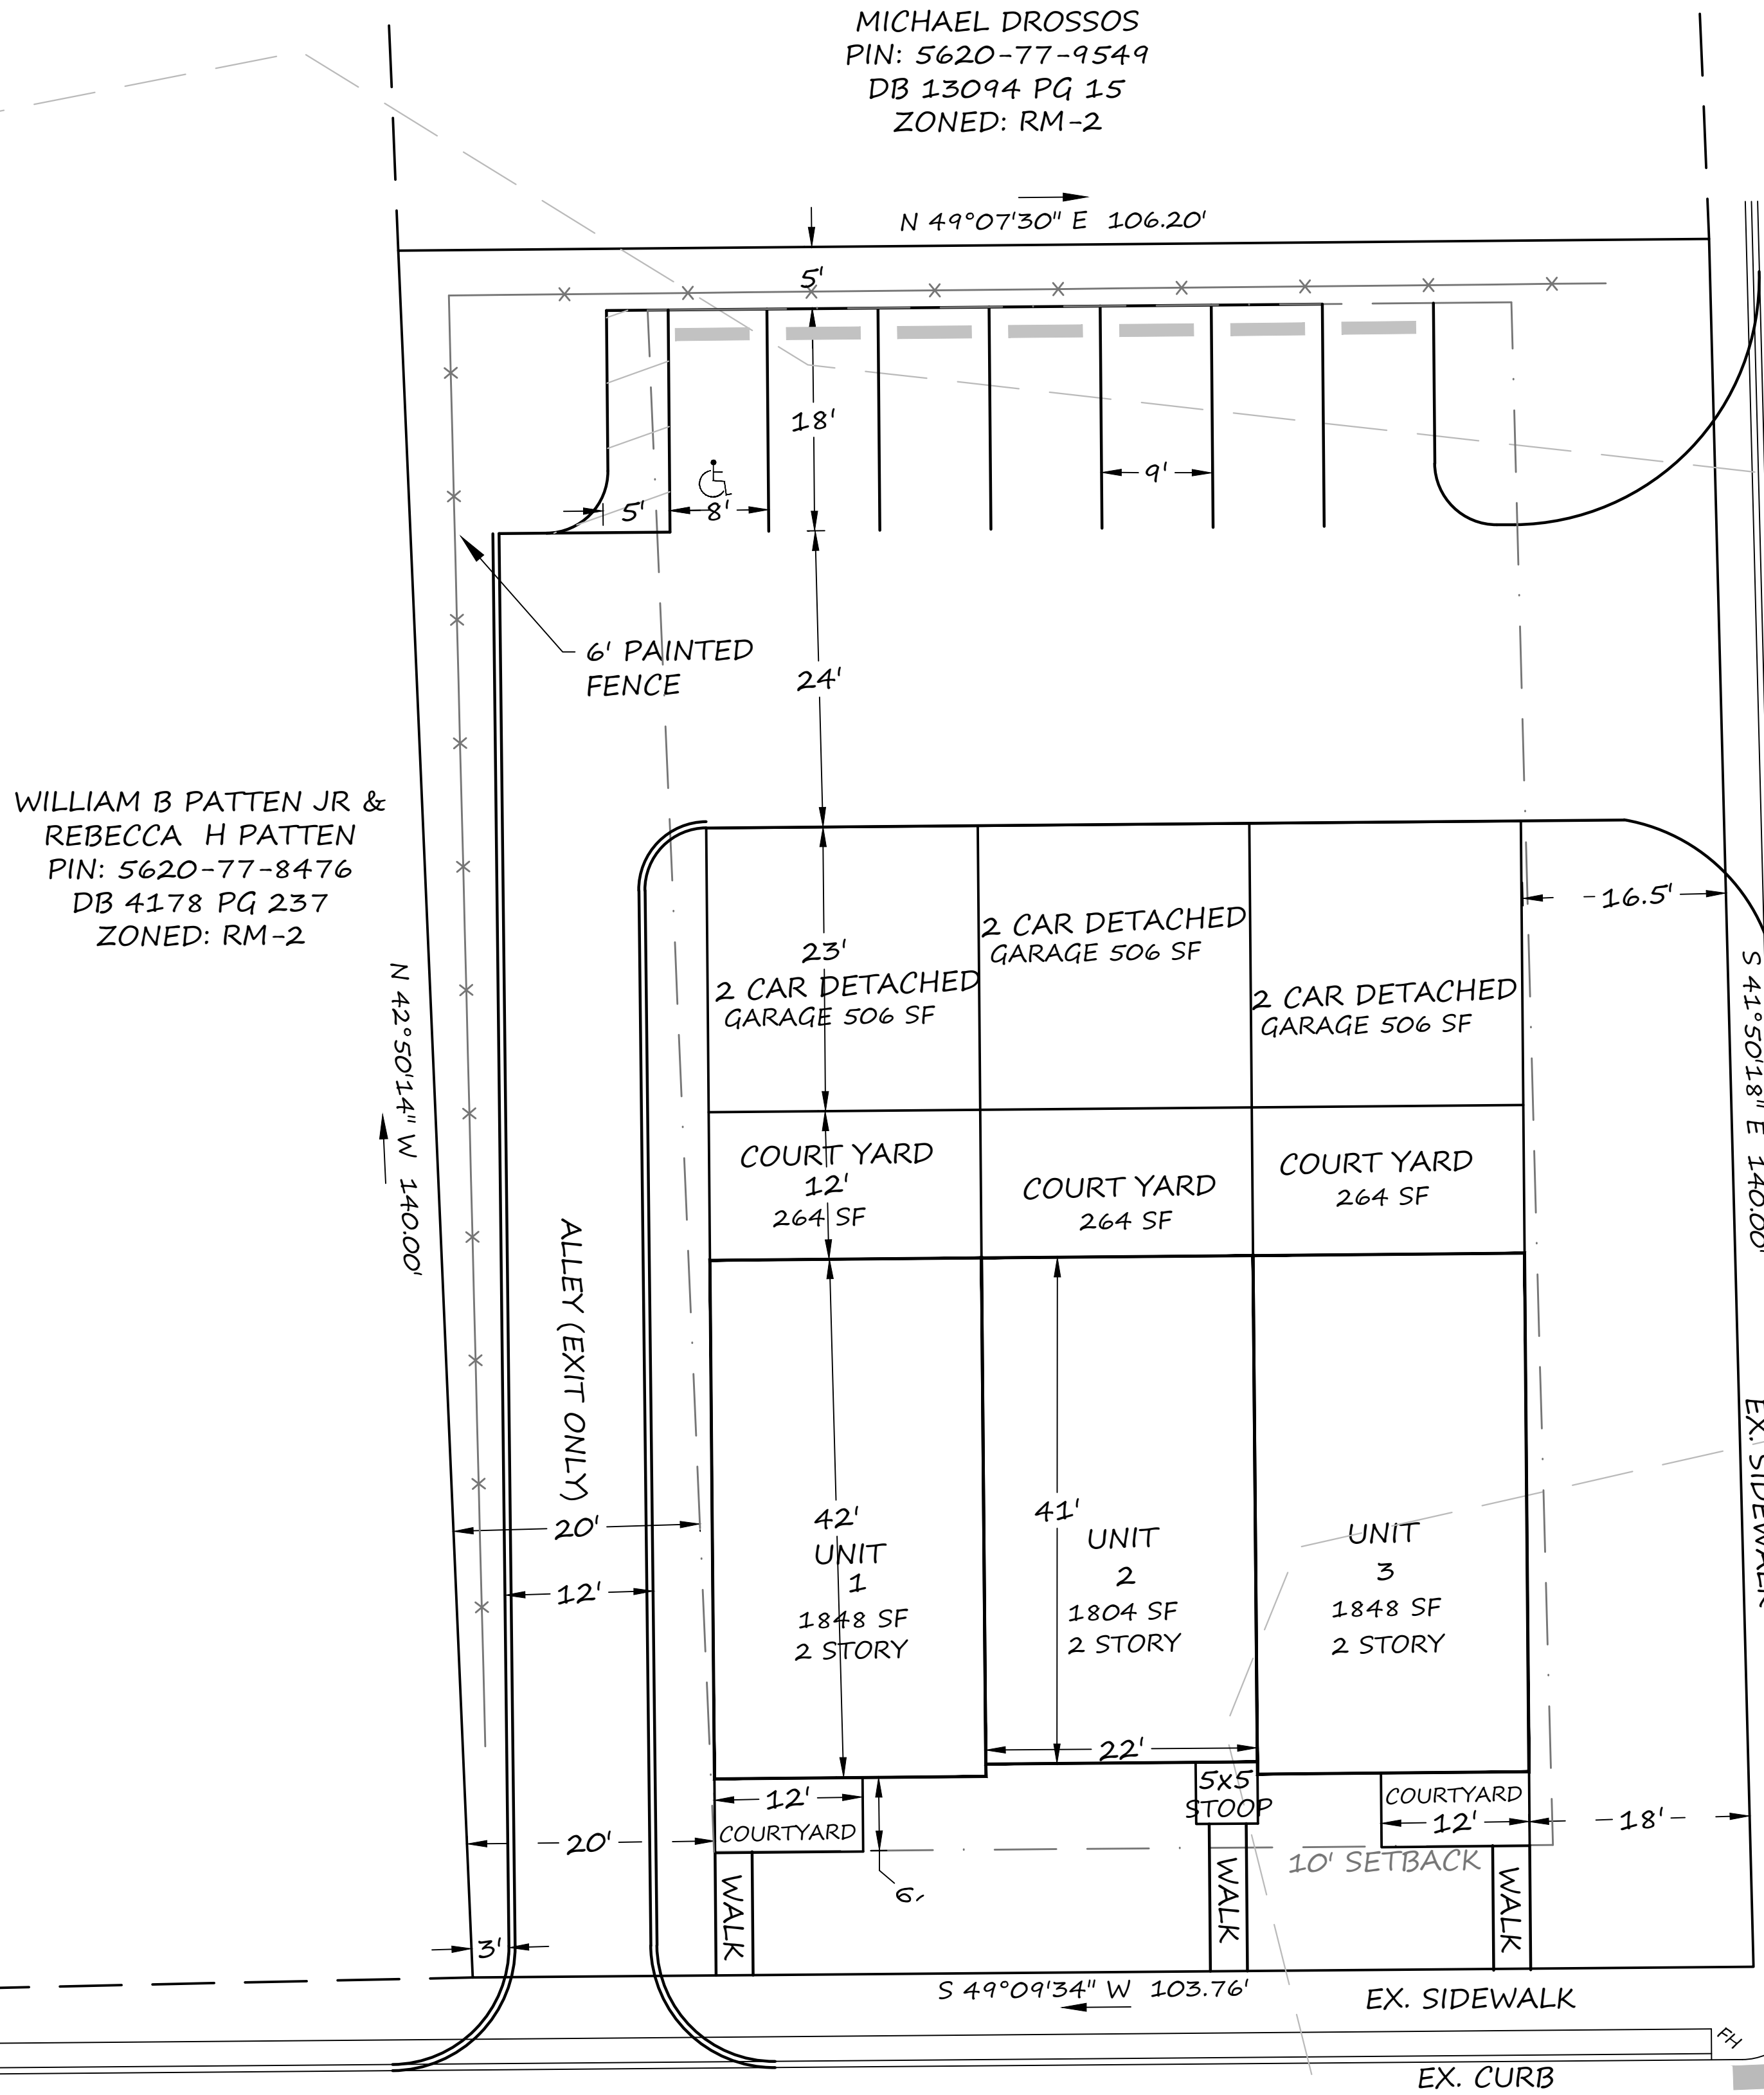 MICHAEL DROSSOS
PIN: 5620-77-9549
DB 13094 PG 15
ZONED: RM-2
N 49°07'30" E 106.20'
5'
18'
9'
5'
8'
6' PAINTED
FENCE
24'
WILLIAM B PATTEN JR &
REBECCA H PATTEN
PIN: 5620-77-8476
DB 4178 PG 237
ZONED: RM-2
16.5'
23'
2 CAR DETACHED
GARAGE 506 SF
2 CAR DETACHED
GARAGE 506 SF
2 CAR DETACHED
GARAGE 506 SF
N 42°50'14" W 140.00'
S 41°50'18" E 140.00'
COURT YARD
12'
264 SF
COURT YARD
264 SF
COURT YARD
264 SF
ALLEY (EXIT ONLY)
EX. SIDEWALK
20'
12'
42'
UNIT
1
1848 SF
2 STORY
41'
UNIT
2
1804 SF
2 STORY
UNIT
3
1848 SF
2 STORY
22'
12'
COURTYARD
5x5
STOOP
COURTYARD
12'
18'
20'
10' SETBACK
6'
WALK
WALK
WALK
3'
S 49°09'34" W 103.76'
EX. SIDEWALK
FH
EX. CURB